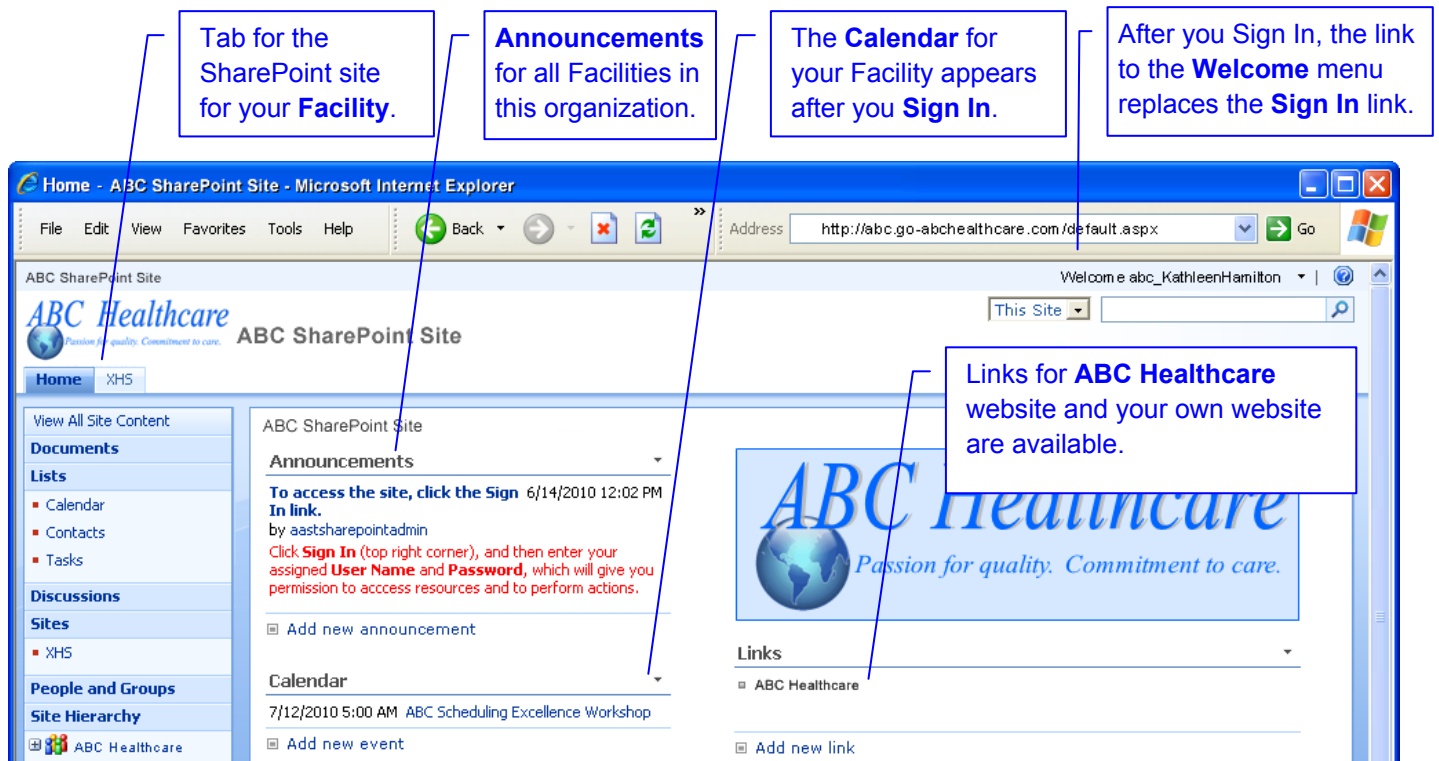 Tab for the
SharePoint site
for your Facility.
Announcements
for all Facilities in
this organization.
The Calendar for
your Facility appears
after you Sign In.
After you Sign In, the link
to the Welcome menu
replaces the Sign In link.
Home - ABC SharePoint Site - Microsoft Internet Explorer
File Edit View Favorites Tools Help Back » Address http://abc.go-abchealthcare.com/default.aspx Go
ABC SharePoint Site Welcome abc_KathleenHamilton |
ABC Healthcare
Passion for quality. Commitment to care.
ABC SharePoint Site
This Site
Home XHS
Links for ABC Healthcare
website and your own website
are available.
View All Site Content
Documents
Lists
Calendar
Contacts
Tasks
Discussions
Sites
XHS
People and Groups
Site Hierarchy
ABC Healthcare
ABC SharePoint Site
Announcements
To access the site, click the Sign 6/14/2010 12:02 PM
In link.
by aastsharepointadmin
Click Sign In (top right corner), and then enter your
assigned User Name and Password, which will give you
permission to acccess resources and to perform actions.
Add new announcement
Calendar
7/12/2010 5:00 AM ABC Scheduling Excellence Workshop
Add new event
ABC Healthcare
Passion for quality. Commitment to care.
Links
ABC Healthcare
Add new link